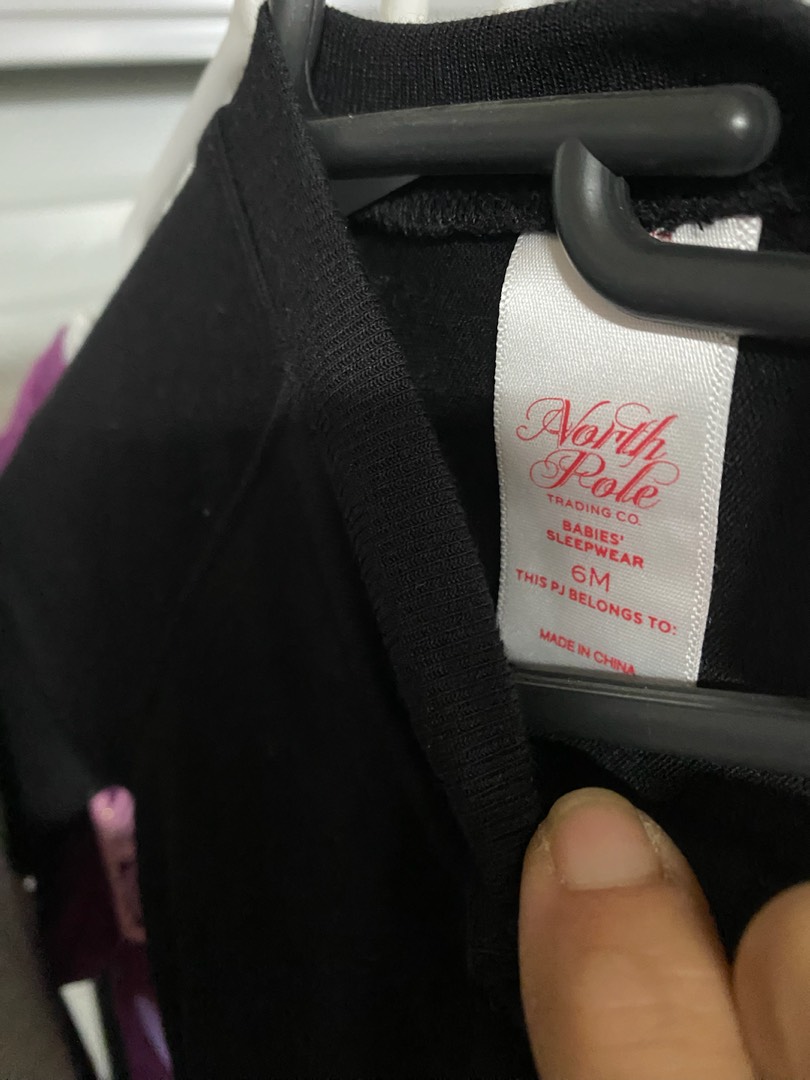 North
Pole
TRADING CO.
BABIES'
SLEEPWEAR
6M
THIS PJ BELONGS TO:
MADE IN CHINA